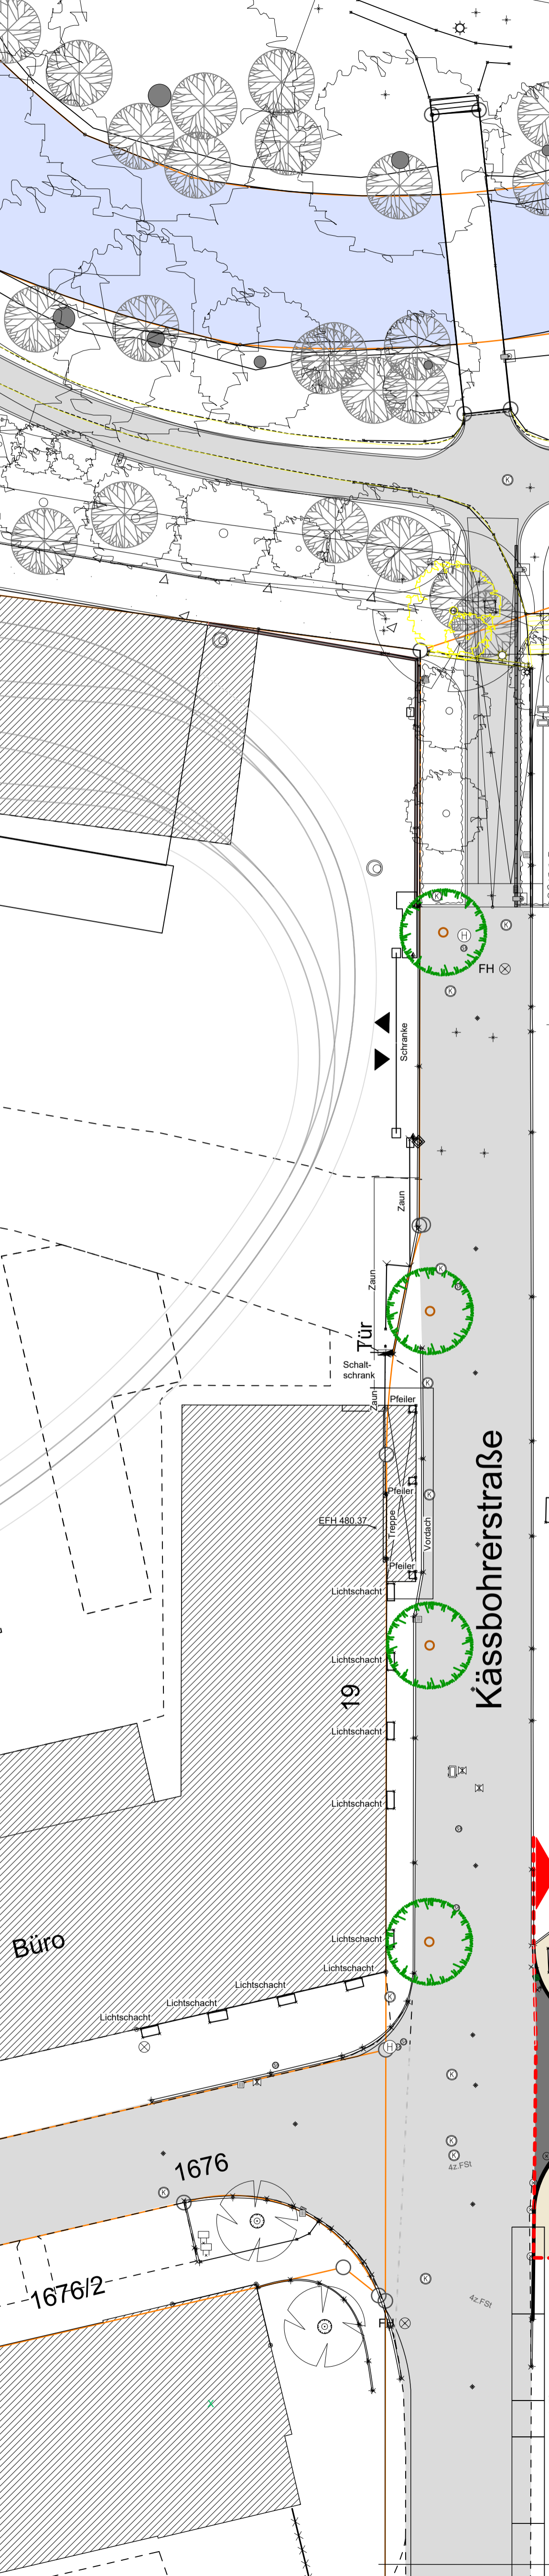 K
K
H
K
FH
K
Schranke
Zaun
Zaun
K
Tür
Schalt-
schrank
Zaun
K
Pfeiler
Pfeiler
K
EFH 480.37
Treppe
Vordach
Pfeiler
Kässbohrerstraße
Lichtschacht
Lichtschacht
19
Lichtschacht
Lichtschacht
Lichtschacht
Büro
Lichtschacht
Lichtschacht
Lichtschacht
Lichtschacht
K
H
K
K
K
4z.FSt
1676
K
1676/2
K
4z.FSt
FH
x